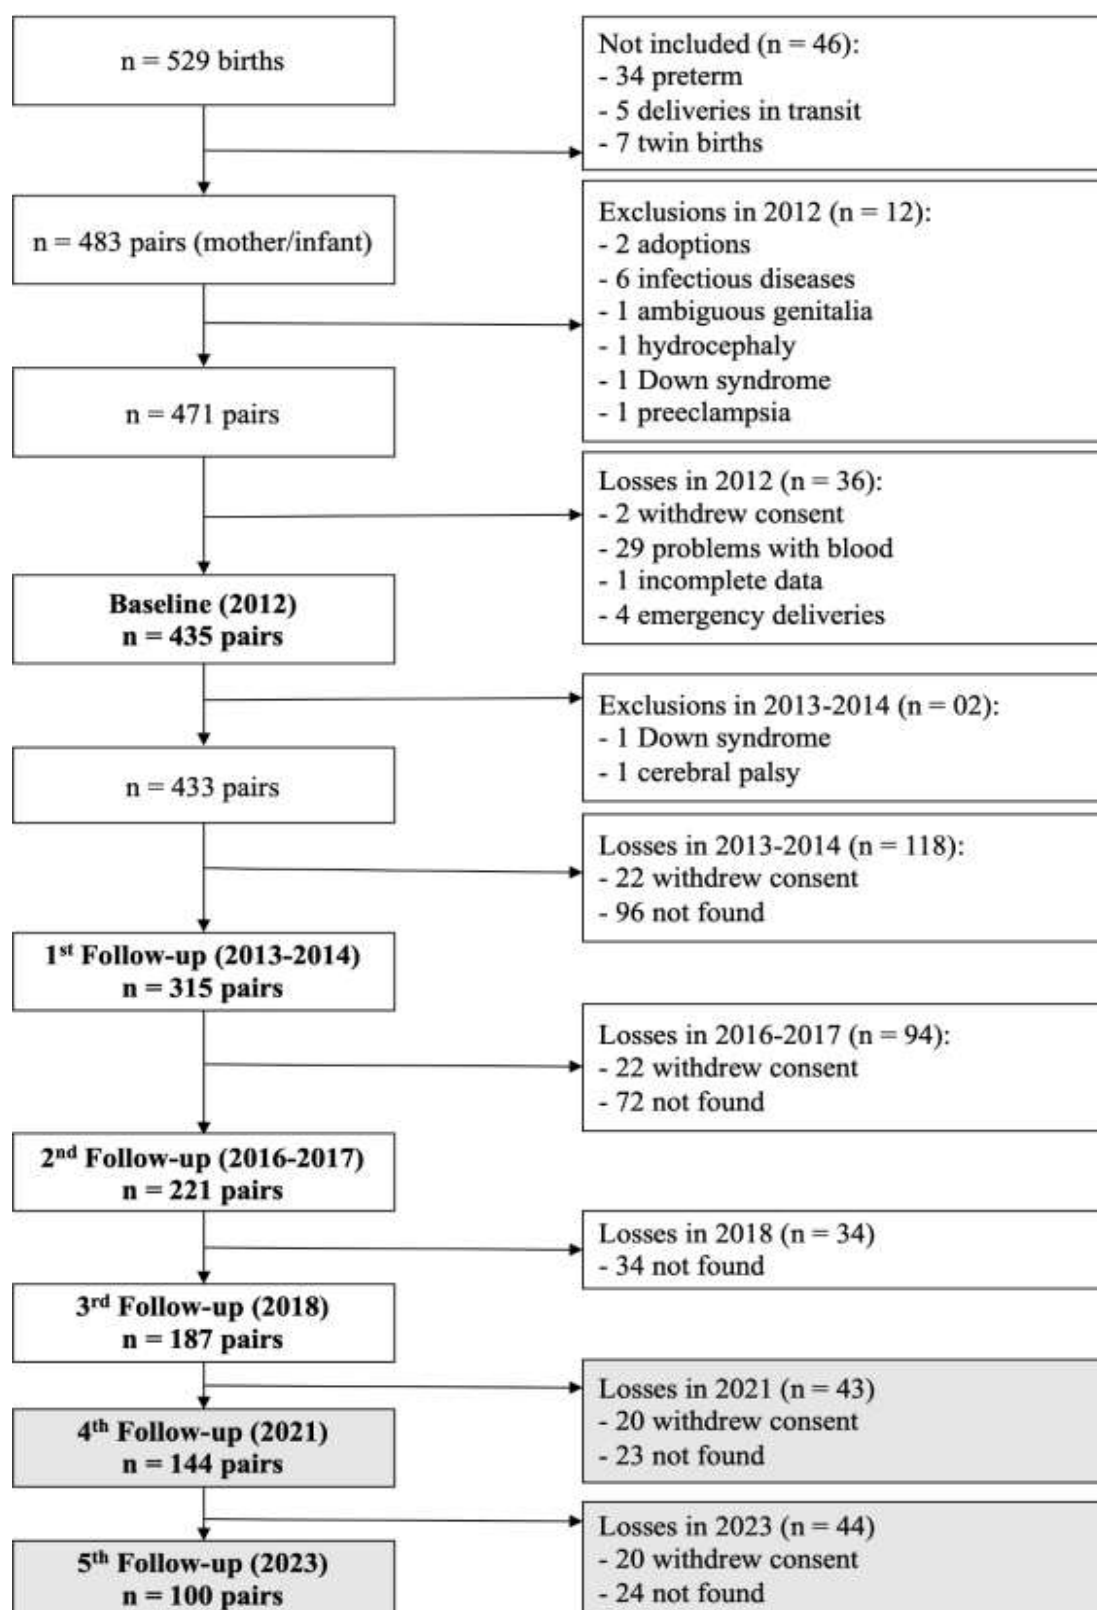 n = 529 births
Not included (n = 46):
- 34 preterm
- 5 deliveries in transit
- 7 twin births
n = 483 pairs (mother/infant)
Exclusions in 2012 (n = 12):
- 2 adoptions
- 6 infectious diseases
- 1 ambiguous genitalia
- 1 hydrocephaly
- 1 Down syndrome
- 1 preeclampsia
n = 471 pairs
Losses in 2012 (n = 36):
- 2 withdrew consent
- 29 problems with blood
- 1 incomplete data
- 4 emergency deliveries
Baseline (2012)
n = 435 pairs
Exclusions in 2013-2014 (n = 02):
- 1 Down syndrome
- 1 cerebral palsy
n = 433 pairs
Losses in 2013-2014 (n = 118):
- 22 withdrew consent
- 96 not found
1st Follow-up (2013-2014)
n = 315 pairs
Losses in 2016-2017 (n = 94):
- 22 withdrew consent
- 72 not found
2nd Follow-up (2016-2017)
n = 221 pairs
Losses in 2018 (n = 34)
- 34 not found
3rd Follow-up (2018)
n = 187 pairs
Losses in 2021 (n = 43)
- 20 withdrew consent
- 23 not found
4th Follow-up (2021)
n = 144 pairs
Losses in 2023 (n = 44)
- 20 withdrew consent
- 24 not found
5th Follow-up (2023)
n = 100 pairs